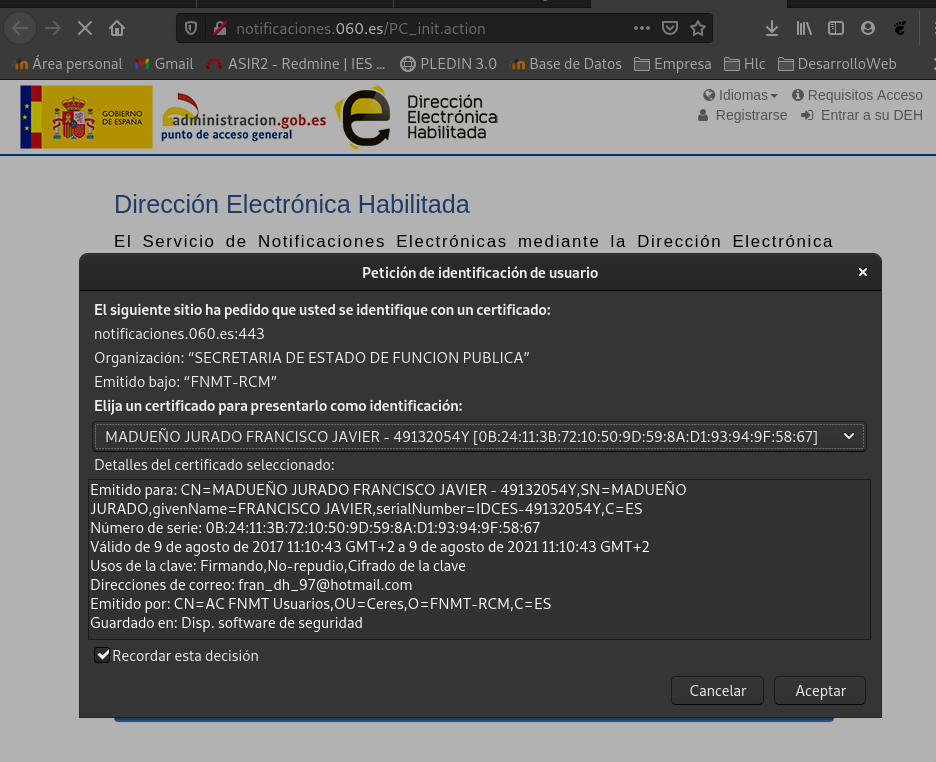 notificaciones.060.es/PC_init.action
Área personal Gmail ASIR2 - Redmine | IES ... PLEDIN 3.0 Base de Datos Empresa Hlc DesarrolloWeb
GOBIERNO
DE ESPAÑA
administracion.gob.es
punto de acceso general
Dirección
Electrónica
Habilitada
Idiomas Requisitos Acceso
Registrarse Entrar a su DEH
Dirección Electrónica Habilitada
El Servicio de Notificaciones Electrónicas mediante la Dirección Electrónica
Petición de identificación de usuario
El siguiente sitio ha pedido que usted se identifique con un certificado:
notificaciones.060.es:443
Organización: “SECRETARIA DE ESTADO DE FUNCION PUBLICA”
Emitido bajo: “FNMT-RCM”
Elija un certificado para presentarlo como identificación:
MADUEÑO JURADO FRANCISCO JAVIER - 49132054Y [0B:24:11:3B:72:10:50:9D:59:8A:D1:93:94:9F:58:67]
Detalles del certificado seleccionado:
Emitido para: CN=MADUEÑO JURADO FRANCISCO JAVIER - 49132054Y,SN=MADUEÑO
JURADO,givenName=FRANCISCO JAVIER,serialNumber=IDCES-49132054Y,C=ES
Número de serie: 0B:24:11:3B:72:10:50:9D:59:8A:D1:93:94:9F:58:67
Válido de 9 de agosto de 2017 11:10:43 GMT+2 a 9 de agosto de 2021 11:10:43 GMT+2
Usos de la clave: Firmando,No-repudio,Cifrado de la clave
Direcciones de correo: fran_dh_97@hotmail.com
Emitido por: CN=AC FNMT Usuarios,OU=Ceres,O=FNMT-RCM,C=ES
Guardado en: Disp. software de seguridad
Recordar esta decisión
Cancelar Aceptar